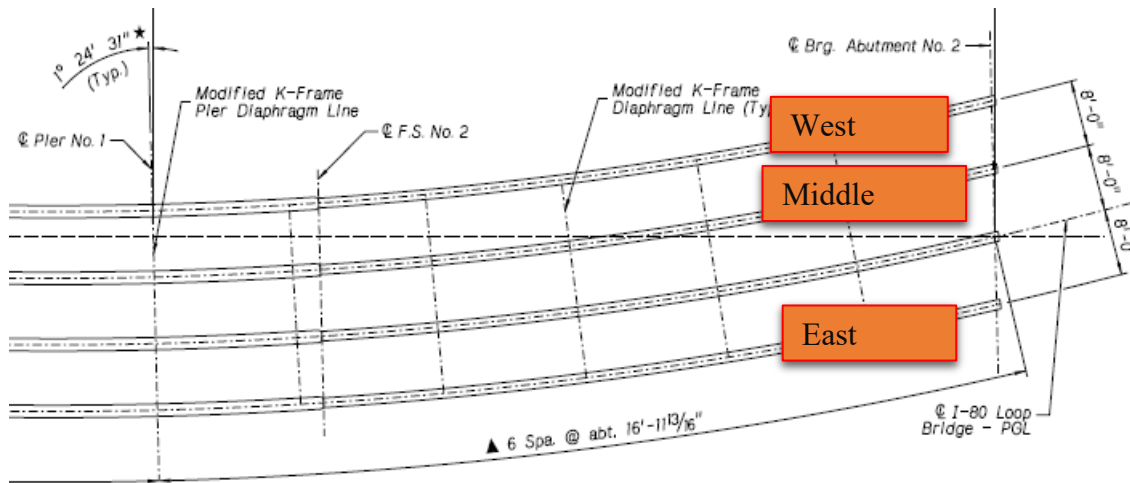 1° 24' 31" ★
(Typ.)
℄ Pier No. 1
Modified K-Frame
Pier Diaphragm Line
℄ F.S. No. 2
Modified K-Frame
Diaphragm Line (Ty
℄ Brg. Abutment No. 2
West
Middle
East
8'-0"
8'-0"
8'-0
▲ 6 Spa. @ abt. 16'-11 13/16"
℄ I-80 Loop
Bridge - PGL